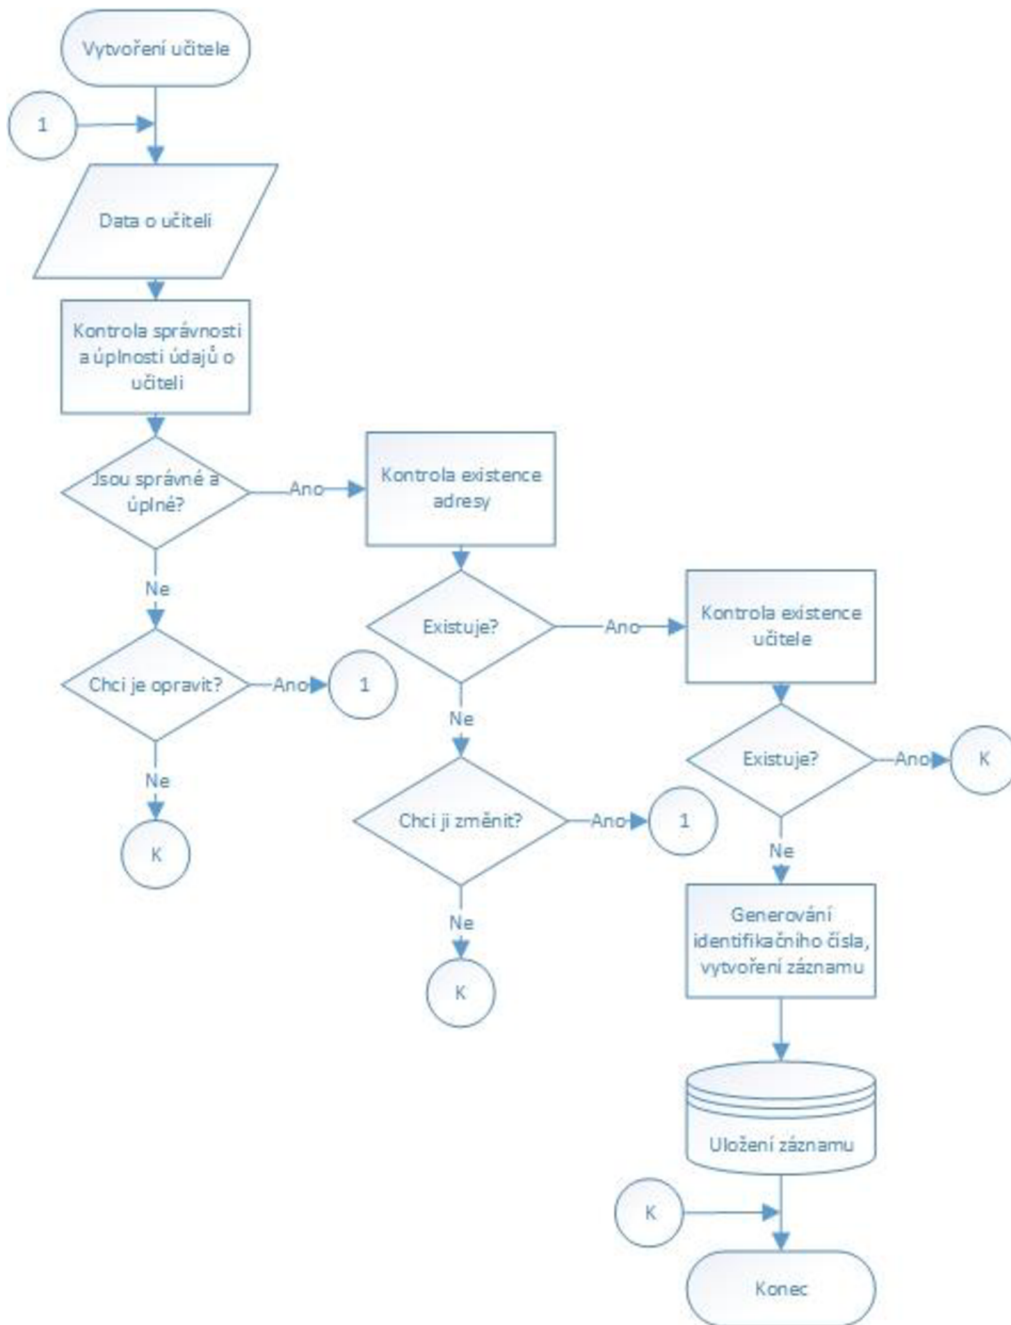 Vytvoření učitele
1
Data o učiteli
Kontrola správnosti
a úplnosti údajů o
učiteli
Jsou správné a
úplné?
Ano
Kontrola existence
adresy
Ne
Existuje?
Ano
Kontrola existence
učitele
Chci je opravit?
Ano
1
Ne
Existuje?
Ano
K
Ne
K
Chci ji změnit?
Ano
1
Ne
Ne
K
Generování
identifikačního čísla,
vytvoření záznamu
Uložení záznamu
K
Konec